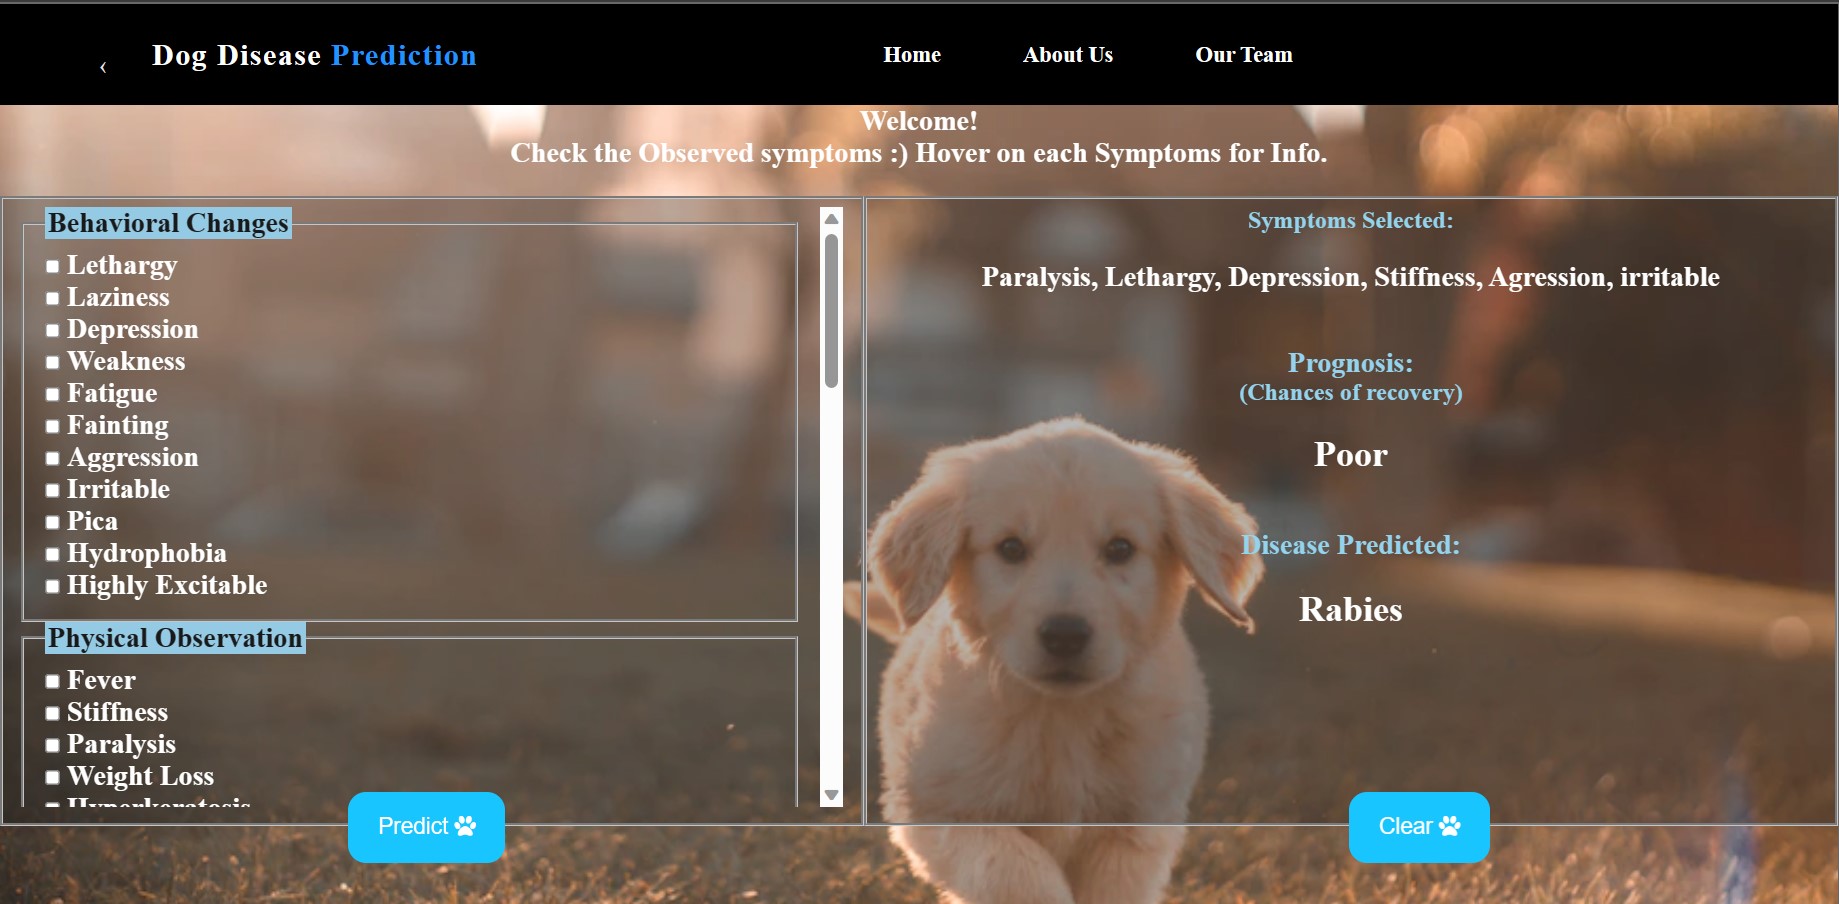 ‹ Dog Disease Prediction Home About Us Our Team
Welcome!
Check the Observed symptoms :) Hover on each Symptoms for Info.
Behavioral Changes
Lethargy
Laziness
Depression
Weakness
Fatigue
Fainting
Aggression
Irritable
Pica
Hydrophobia
Highly Excitable
Physical Observation
Fever
Stiffness
Paralysis
Weight Loss
Hyperkeratosis
Predict
Symptoms Selected:
Paralysis, Lethargy, Depression, Stiffness, Agression, irritable
Prognosis:
(Chances of recovery)
Poor
Disease Predicted:
Rabies
Clear